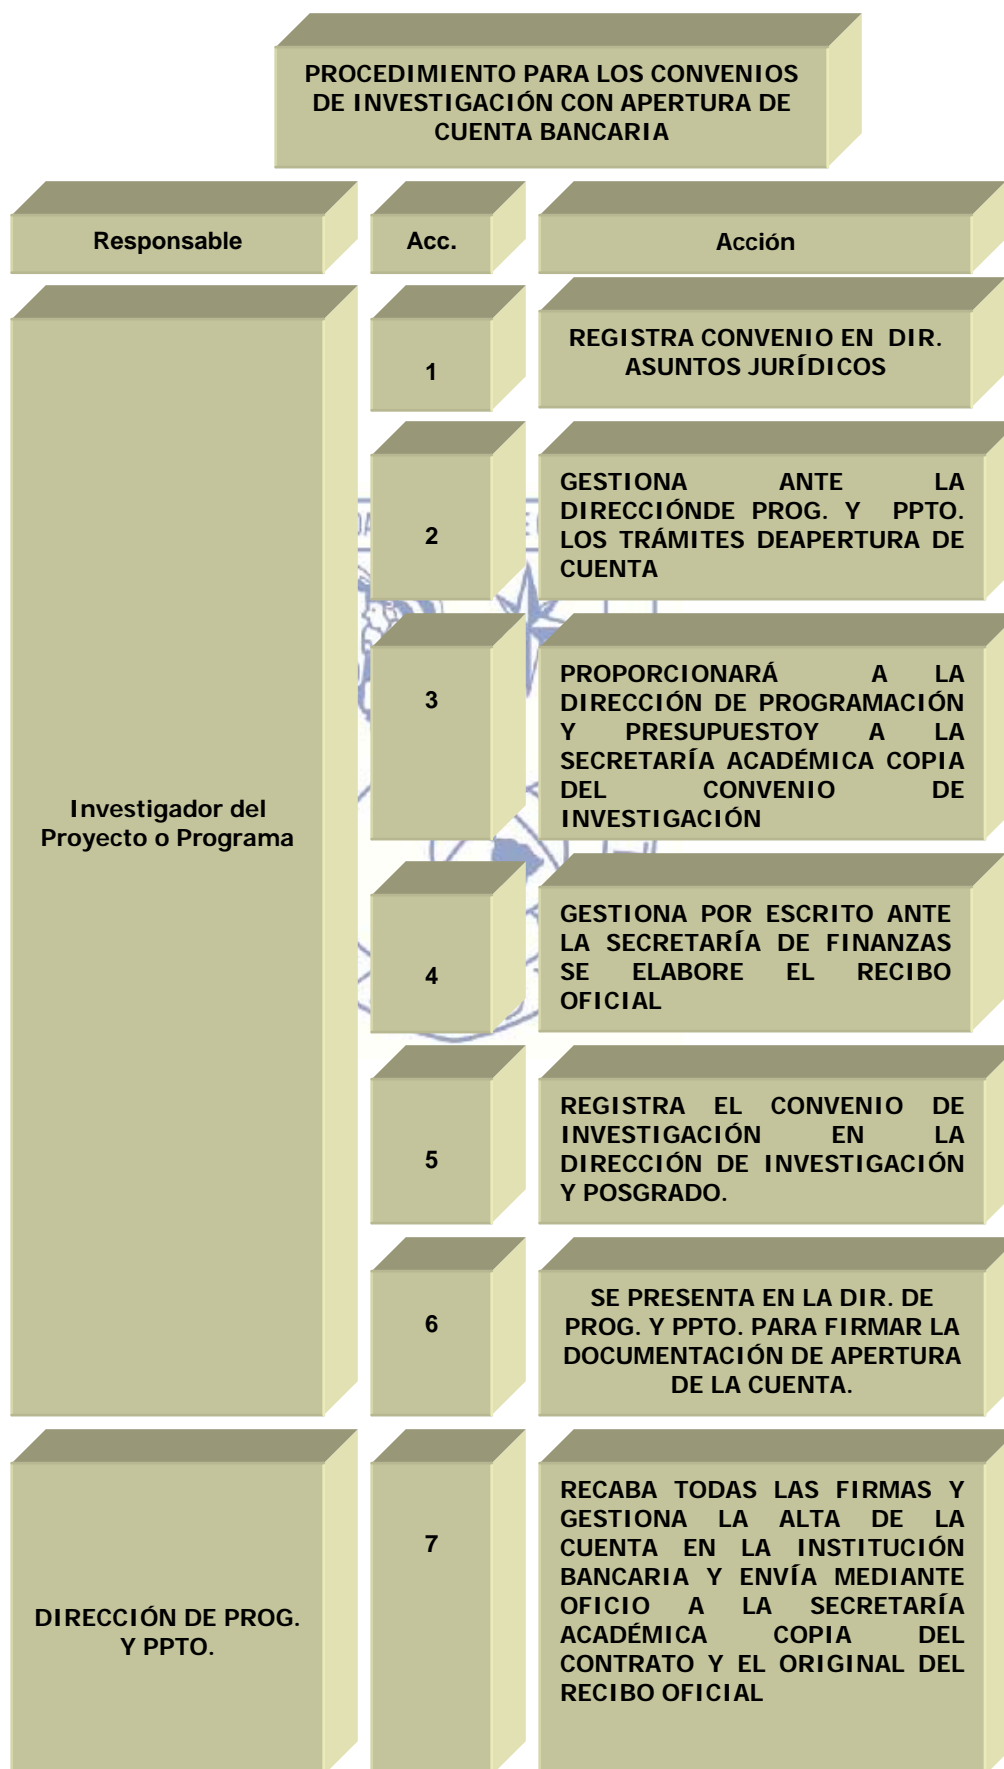 PROCEDIMIENTO PARA LOS CONVENIOS
DE INVESTIGACIÓN CON APERTURA DE
CUENTA BANCARIA
Responsable
Acc.
Acción
Investigador del
Proyecto o Programa
1
REGISTRA CONVENIO EN DIR.
ASUNTOS JURÍDICOS
2
GESTIONA ANTE LA
DIRECCIÓNDE PROG. Y PPTO.
LOS TRÁMITES DEAPERTURA DE
CUENTA
3
PROPORCIONARÁ A LA
DIRECCIÓN DE PROGRAMACIÓN
Y PRESUPUESTOY A LA
SECRETARÍA ACADÉMICA COPIA
DEL CONVENIO DE
INVESTIGACIÓN
4
GESTIONA POR ESCRITO ANTE
LA SECRETARÍA DE FINANZAS
SE ELABORE EL RECIBO
OFICIAL
5
REGISTRA EL CONVENIO DE
INVESTIGACIÓN EN LA
DIRECCIÓN DE INVESTIGACIÓN
Y POSGRADO.
6
SE PRESENTA EN LA DIR. DE
PROG. Y PPTO. PARA FIRMAR LA
DOCUMENTACIÓN DE APERTURA
DE LA CUENTA.
DIRECCIÓN DE PROG.
Y PPTO.
7
RECABA TODAS LAS FIRMAS Y
GESTIONA LA ALTA DE LA
CUENTA EN LA INSTITUCIÓN
BANCARIA Y ENVÍA MEDIANTE
OFICIO A LA SECRETARÍA
ACADÉMICA COPIA DEL
CONTRATO Y EL ORIGINAL DEL
RECIBO OFICIAL